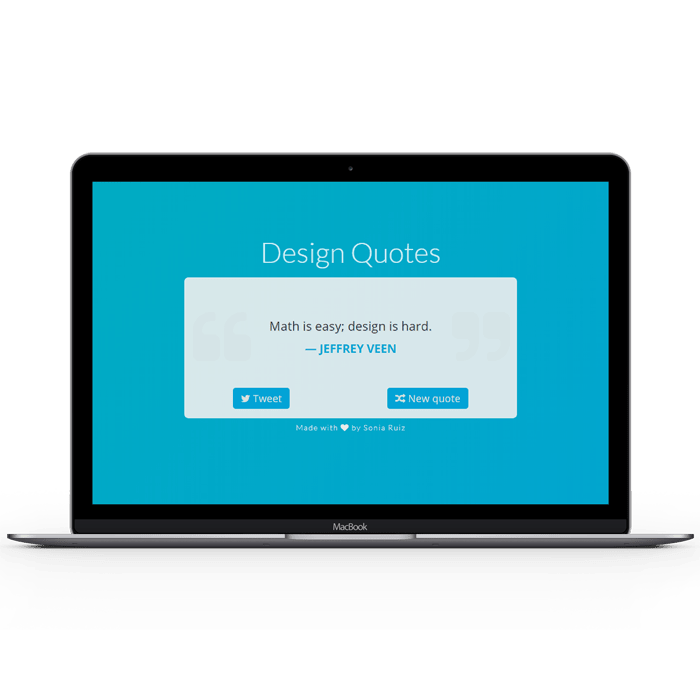 Design Quotes
Math is easy; design is hard.
— JEFFREY VEEN
Tweet
New quote
Made with ❤ by Sonia Ruiz
MacBook